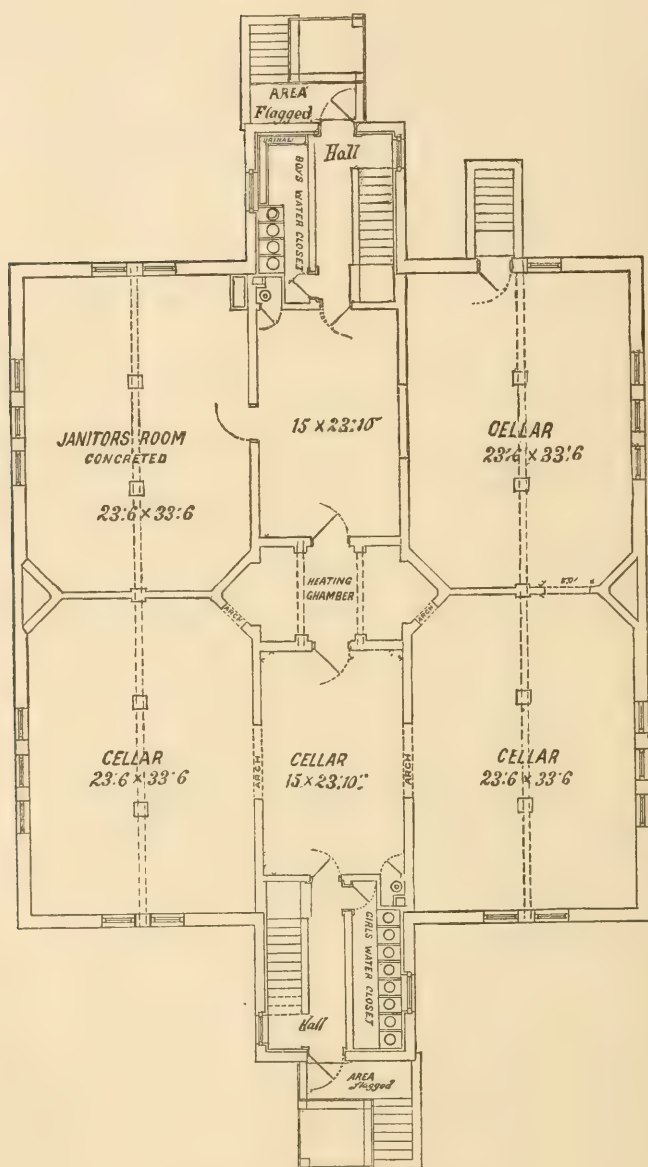 AREA
Flagged
URINAL
Hall
BOYS WATER CLOSET
JANITORS ROOM
CONCRETED
23:6 × 33:6
15 × 23:10"
CELLAR
23:6 × 33:6
HEATING
CHAMBER
ARCH
ARCH
CELLAR
23:6 × 33:6
ARCH
CELLAR
15 × 23:10"
ARCH
CELLAR
23:6 × 33:6
GIRLS WATER CLOSET
Hall
AREA
flagged